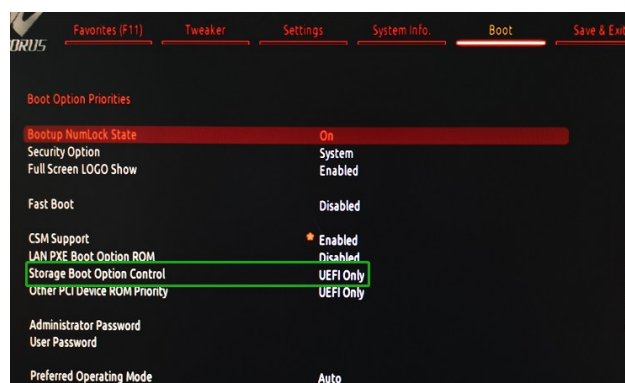 Favorites (F11) Tweaker Settings System Info. Boot Save & Exit
ORUS
Boot Option Priorities
Bootup NumLock State On
Security Option System
Full Screen LOGO Show Enabled
Fast Boot Disabled
CSM Support Enabled
LAN PXE Boot Option ROM Disabled
Storage Boot Option Control UEFI Only
Other PCI Device ROM Priority UEFI Only
Administrator Password
User Password
Preferred Operating Mode Auto